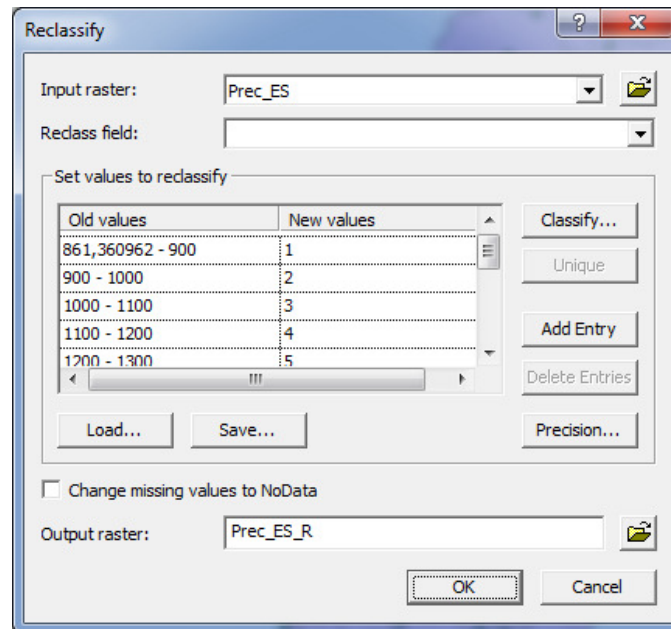 Reclassify
Input raster: Prec_ES
Reclass field:
Set values to reclassify
Old values New values
861,360962 - 900 1
900 - 1000 2
1000 - 1100 3
1100 - 1200 4
1200 - 1300 5
Classify...
Unique
Add Entry
Delete Entries
Load... Save... Precision...
Change missing values to NoData
Output raster: Prec_ES_R
OK Cancel